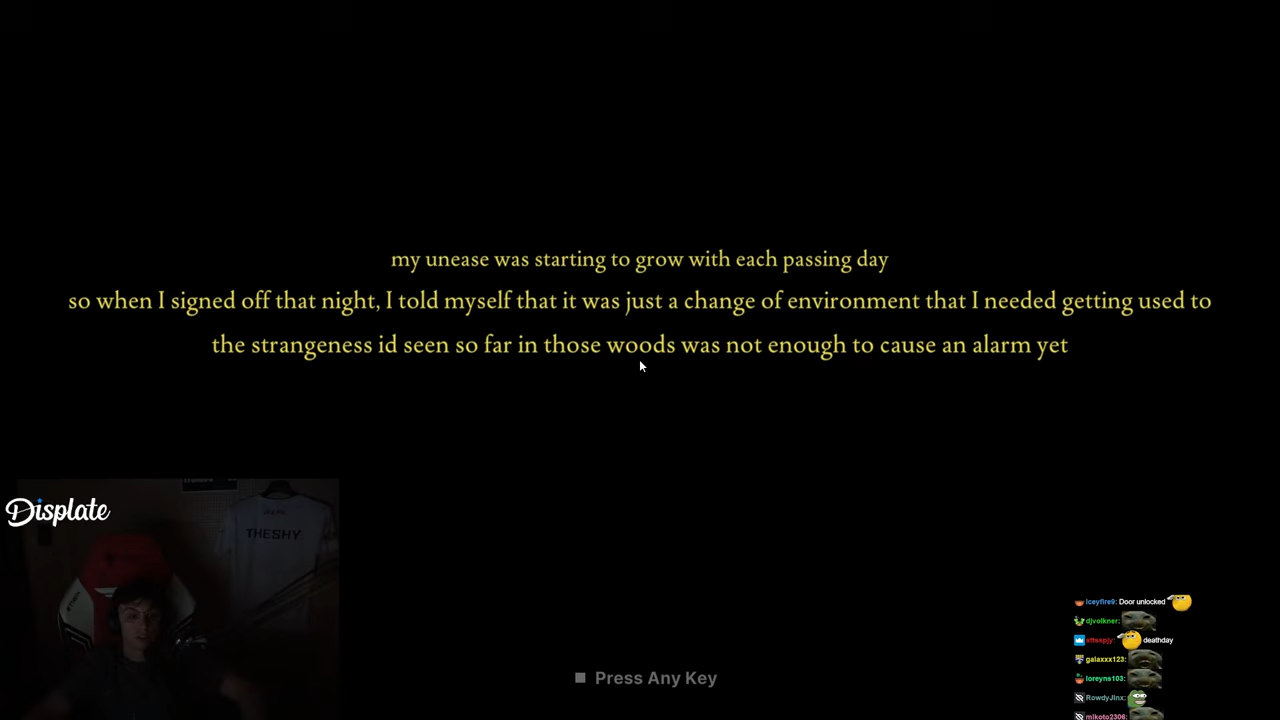 my unease was starting to grow with each passing day
so when I signed off that night, I told myself that it was just a change of environment that I needed getting used to
the strangeness id seen so far in those woods was not enough to cause an alarm yet
Displate
THESHY
Press Any Key
iceyfire9: Door unlocked
djvolkner:
deathday
galaxxx123:
loreyns103:
RowdyJinx:
mikoto2306: